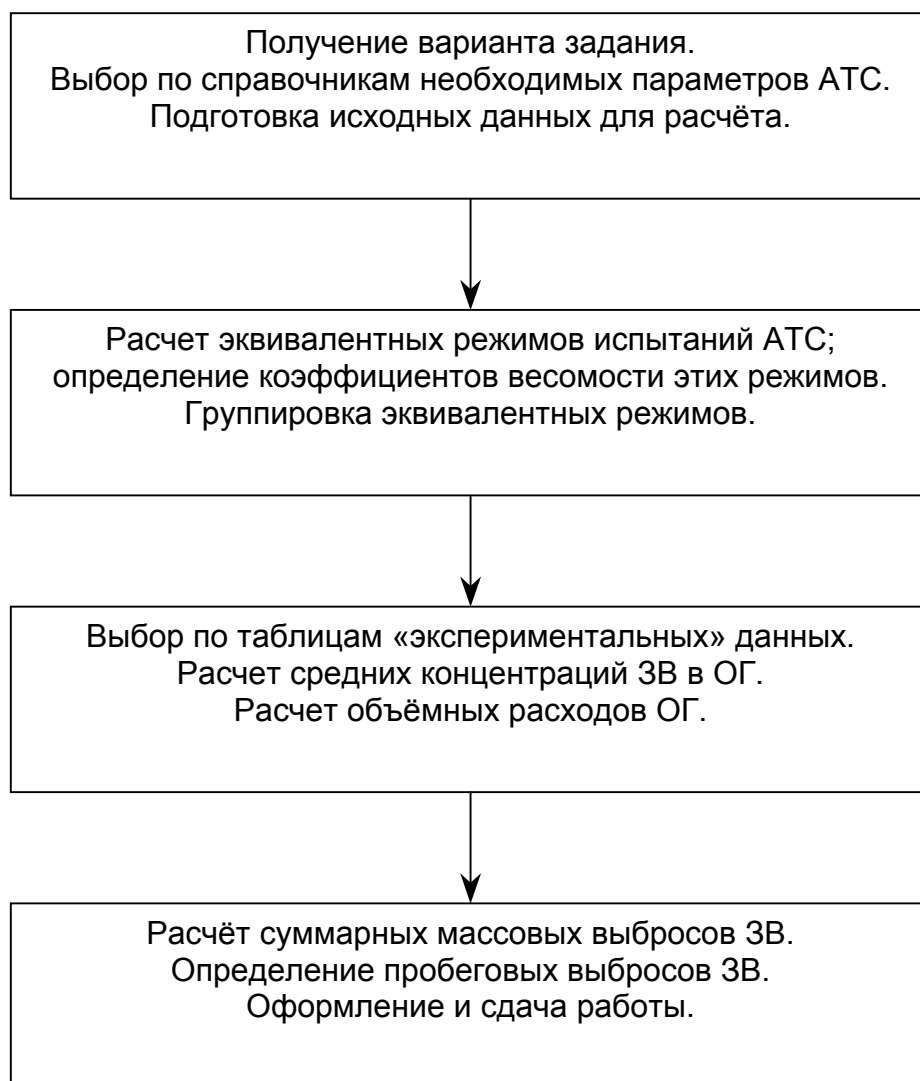 Получение варианта задания.
Выбор по справочникам необходимых параметров АТС.
Подготовка исходных данных для расчёта.
Расчет эквивалентных режимов испытаний АТС;
определение коэффициентов весомости этих режимов.
Группировка эквивалентных режимов.
Выбор по таблицам «экспериментальных» данных.
Расчет средних концентраций ЗВ в ОГ.
Расчет объёмных расходов ОГ.
Расчёт суммарных массовых выбросов ЗВ.
Определение пробеговых выбросов ЗВ.
Оформление и сдача работы.